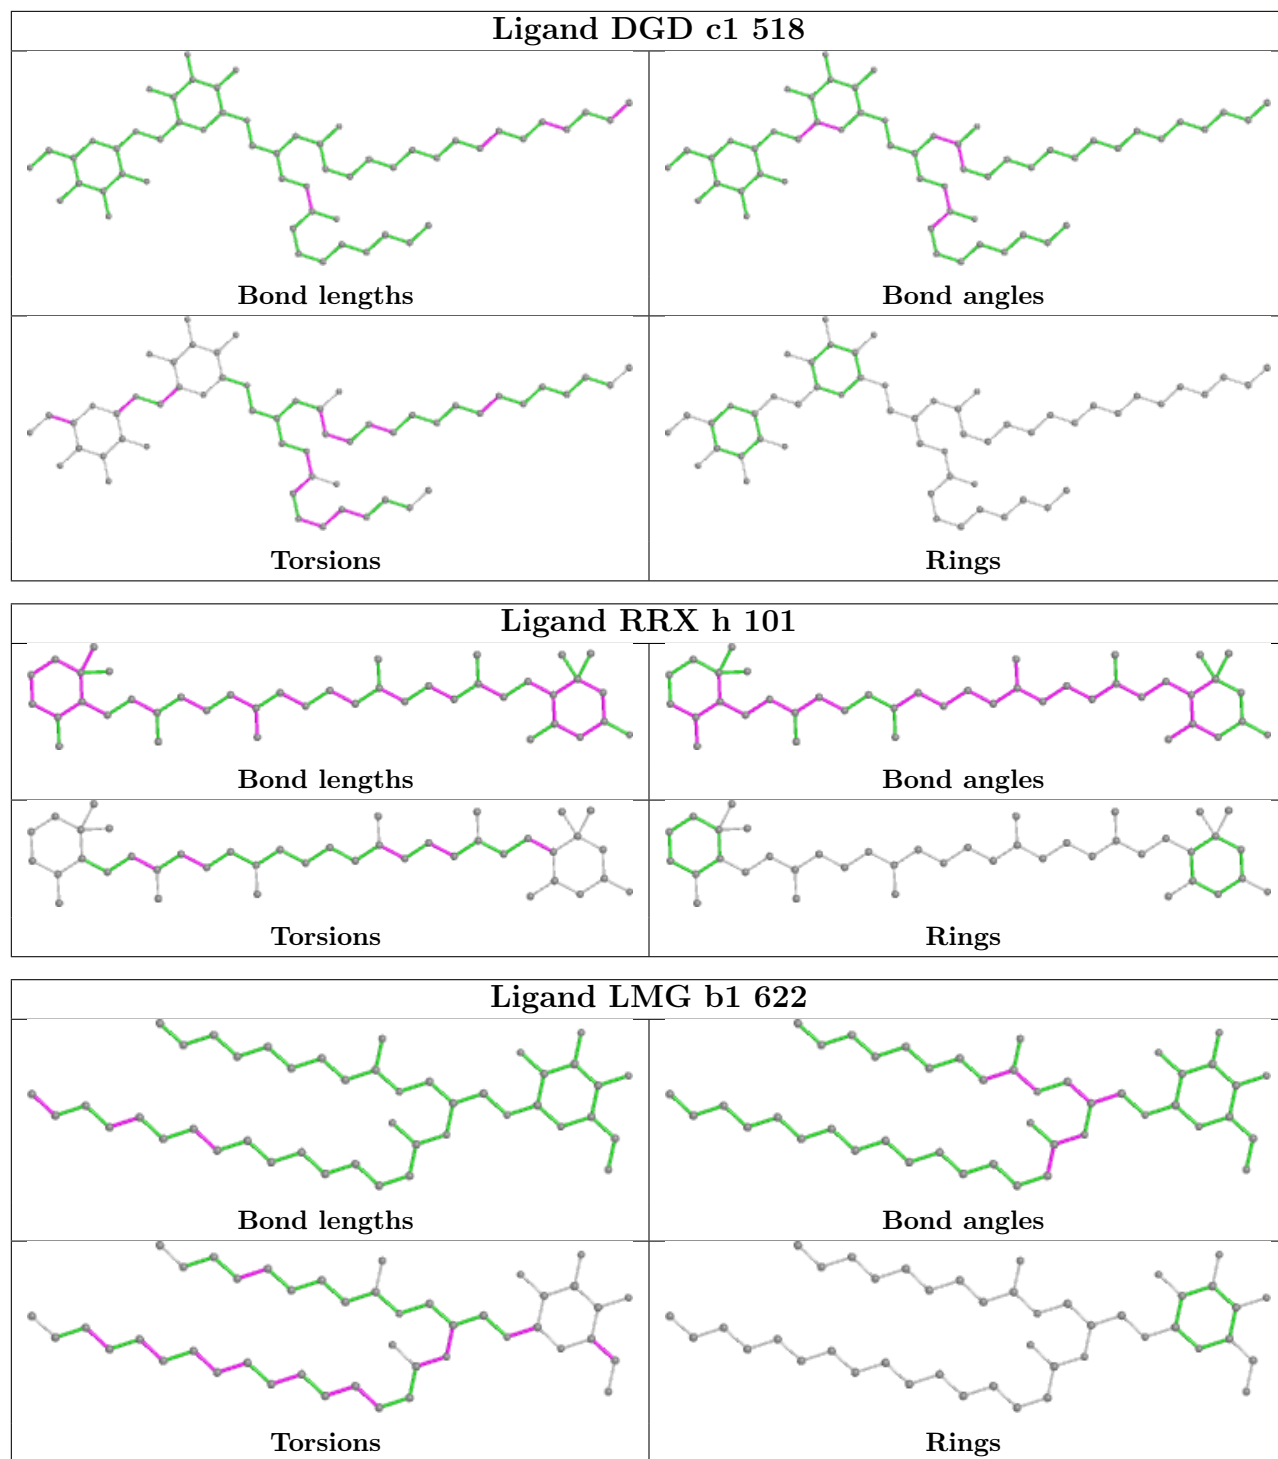 Ligand DGD c1 518
Bond lengths
Bond angles
Torsions
Rings
Ligand RRX h 101
Bond lengths
Bond angles
Torsions
Rings
Ligand LMG b1 622
Bond lengths
Bond angles
Torsions
Rings